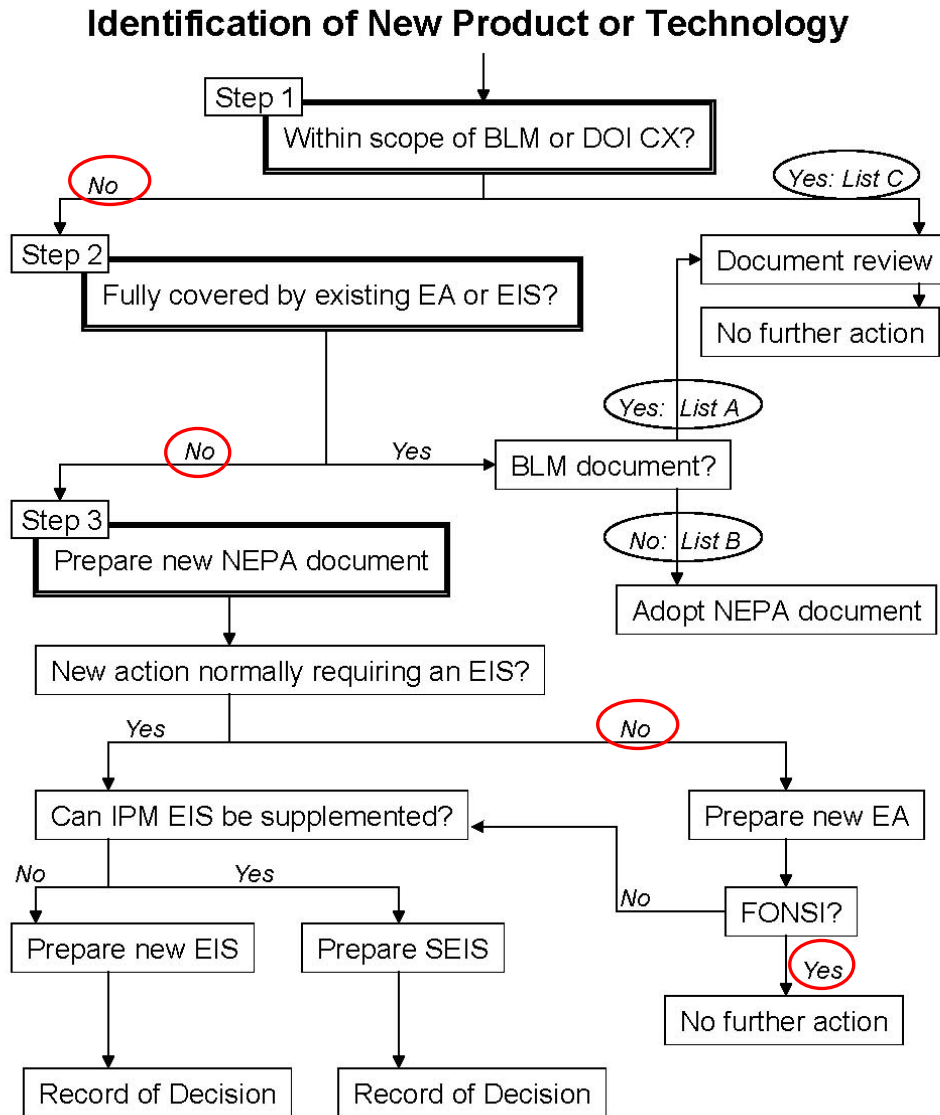 Identification of New Product or Technology
Step 1
Within scope of BLM or DOI CX?
No
Yes: List C
Step 2
Fully covered by existing EA or EIS?
Document review
No further action
Yes: List A
No
Yes
BLM document?
Step 3
Prepare new NEPA document
No: List B
Adopt NEPA document
New action normally requiring an EIS?
Yes
No
Can IPM EIS be supplemented?
Prepare new EA
No
Yes
No
FONSI?
Prepare new EIS
Prepare SEIS
Yes
No further action
Record of Decision
Record of Decision